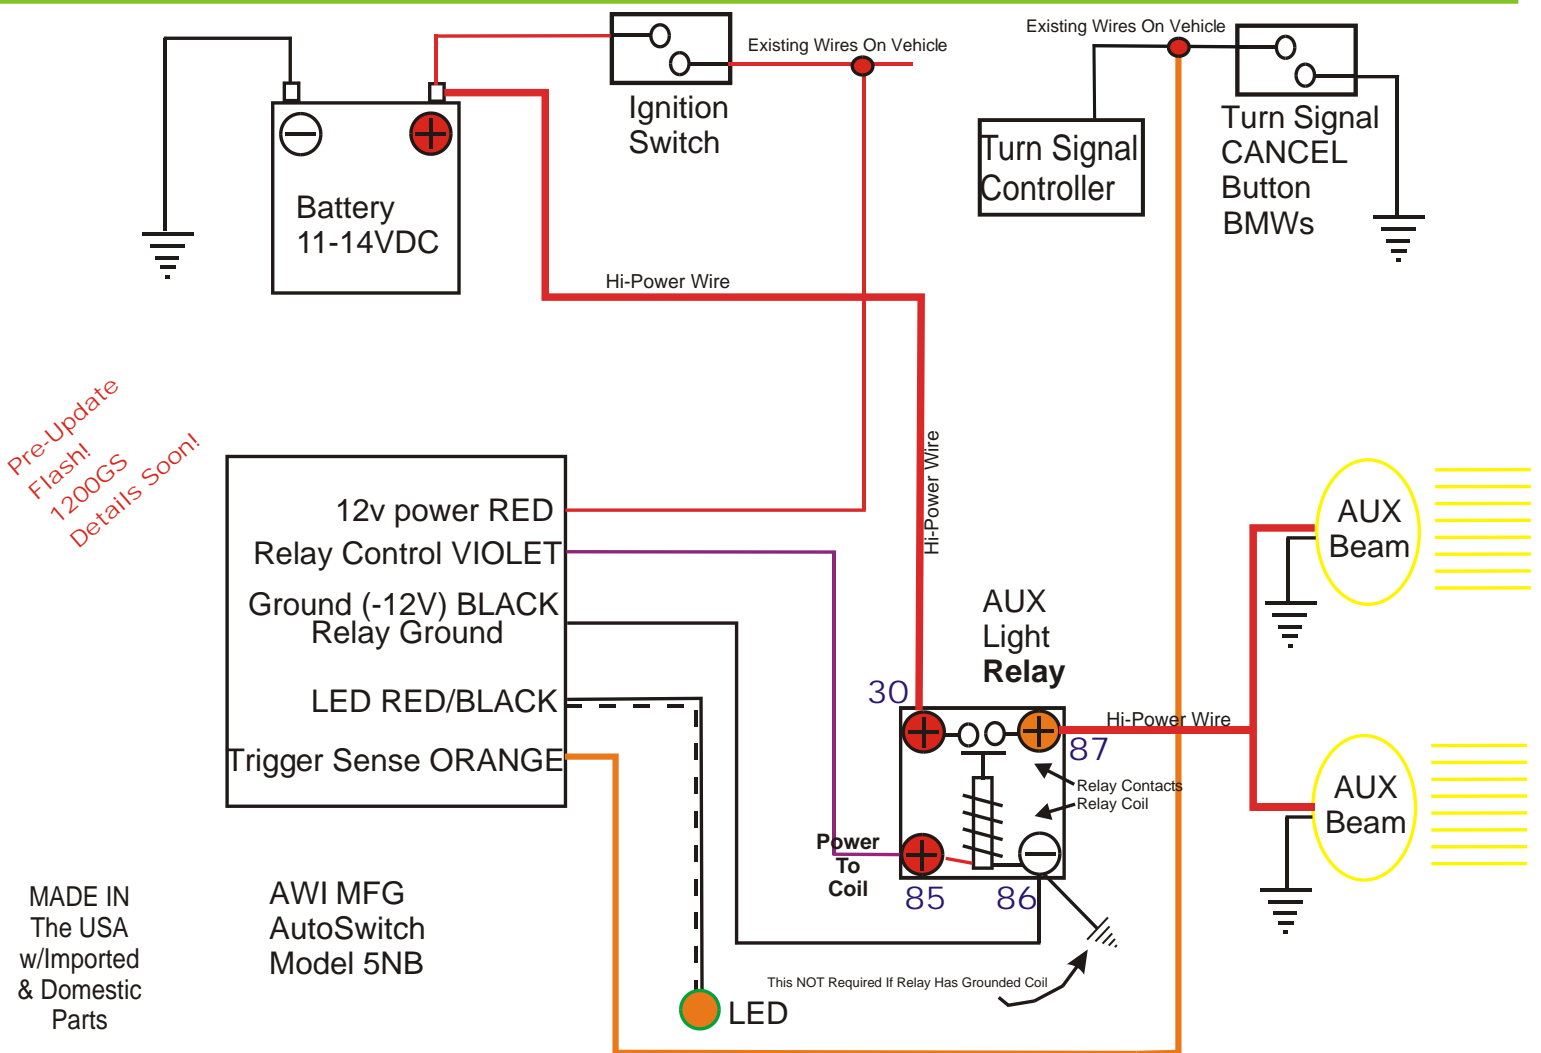 Existing Wires On Vehicle
Existing Wires On Vehicle
Ignition
Switch
Turn Signal
CANCEL
Button
BMWs
Turn Signal
Controller
Battery
11-14VDC
Hi-Power Wire
Hi-Power Wire
Pre-Update
Flash!
1200GS
Details Soon!
12v power RED
Relay Control VIOLET
Ground (-12V) BLACK
Relay Ground
LED RED/BLACK
Trigger Sense ORANGE
AUX
Beam
AUX
Light
Relay
30
Hi-Power Wire
87
Relay Contacts
Relay Coil
AUX
Beam
Power
To
Coil
85
86
MADE IN
The USA
w/Imported
& Domestic
Parts
AWI MFG
AutoSwitch
Model 5NB
This NOT Required If Relay Has Grounded Coil
LED